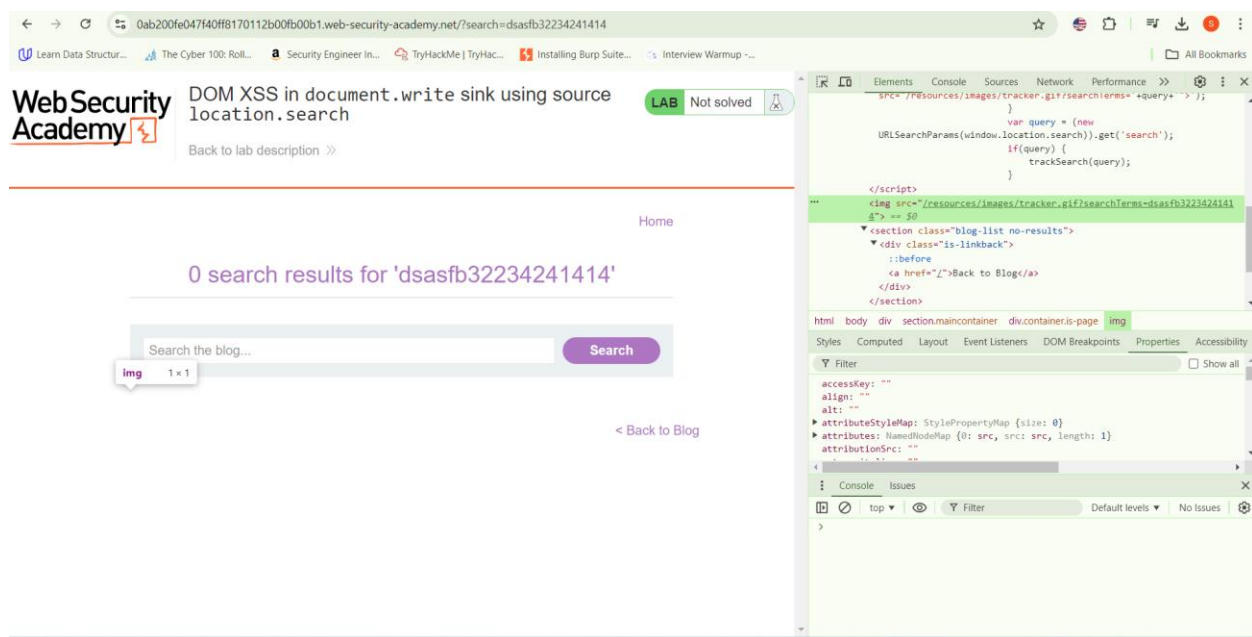 0ab200fe047f40ff8170112b00fb00b1.web-security-academy.net/?search=dsasfb32234241414
Learn Data Structur... The Cyber 100: Roll... Security Engineer In... TryHackMe | TryHac... Installing Burp Suite... Interview Warmup -... All Bookmarks
Web Security
Academy
DOM XSS in document.write sink using source
location.search
LAB Not solved
Back to lab description
Home
0 search results for 'dsasfb32234241414'
Search the blog... Search
img 1 × 1
< Back to Blog
Elements Console Sources Network Performance
src="/resources/images/tracker.gif?searchTerms='+query+'">');
}
var query = (new
URLSearchParams(window.location.search)).get('search');
if(query) {
trackSearch(query);
}
</script>
<img src="/resources/images/tracker.gif?searchTerms=dsasfb3223424141
4"> == $0
<section class="blog-list no-results">
<div class="is-linkback">
::before
<a href="/">Back to Blog</a>
</div>
</section>
html body div section.maincontainer div.container.is-page img
Styles Computed Layout Event Listeners DOM Breakpoints Properties Accessibility
Filter Show all
accessKey: ""
align: ""
alt: ""
attributeStyleMap: StylePropertyMap {size: 0}
attributes: NamedNodeMap {0: src, src: src, length: 1}
attributionSrc: ""
Console Issues
top Filter Default levels No Issues